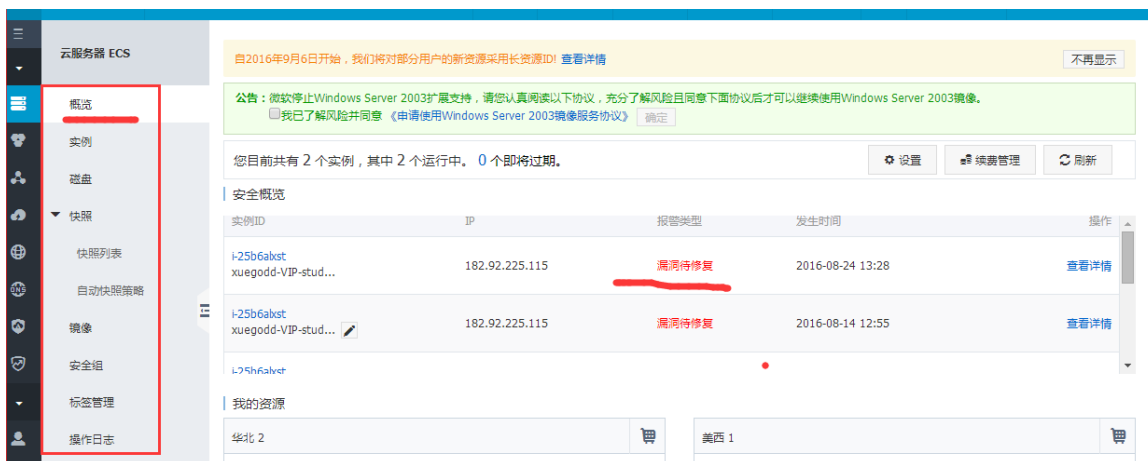 云服务器 ECS
概览
实例
磁盘
快照
快照列表
自动快照策略
镜像
安全组
标签管理
操作日志
DNS
自2016年9月6日开始，我们将对部分用户的新资源采用长资源ID! 查看详情
不再显示
公告：微软停止Windows Server 2003扩展支持，请您认真阅读以下协议，充分了解风险且同意下面协议后才可以继续使用Windows Server 2003镜像。
我已了解风险并同意 《申请使用Windows Server 2003镜像服务协议》 确定
您目前共有 2 个实例，其中 2 个运行中。 0 个即将过期。
设置 续费管理 刷新
安全概览
实例ID IP 报警类型 发生时间 操作
i-25b6alxst
xuegodd-VIP-stud... 182.92.225.115 漏洞待修复 2016-08-24 13:28 查看详情
i-25b6alxst
xuegodd-VIP-stud... 182.92.225.115 漏洞待修复 2016-08-14 12:55 查看详情
i-25b6alxst
我的资源
华北 2
美西 1